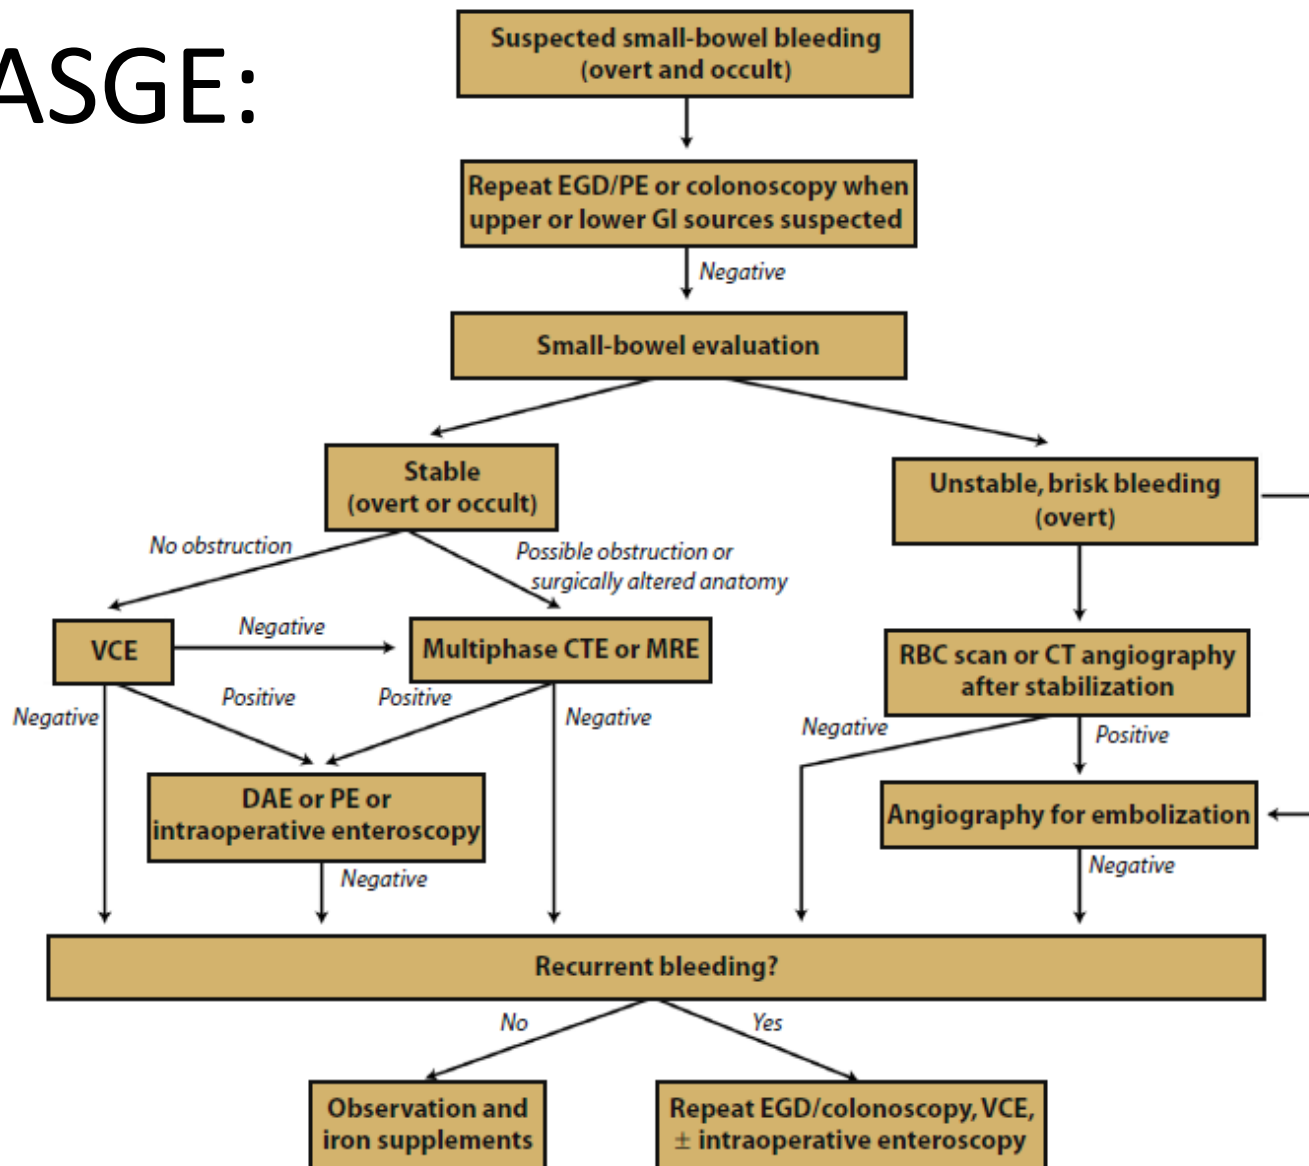 ASGE:
Suspected small-bowel bleeding
(overt and occult)
Repeat EGD/PE or colonoscopy when
upper or lower GI sources suspected
Negative
Small-bowel evaluation
Stable
(overt or occult)
Unstable, brisk bleeding
(overt)
No obstruction
Possible obstruction or
surgically altered anatomy
VCE
Negative
Multiphase CTE or MRE
RBC scan or CT angiography
after stabilization
Negative
Positive
Positive
Negative
Negative
Positive
DAE or PE or
intraoperative enteroscopy
Angiography for embolization
Negative
Negative
Recurrent bleeding?
No
Yes
Observation and
iron supplements
Repeat EGD/colonoscopy, VCE,
± intraoperative enteroscopy